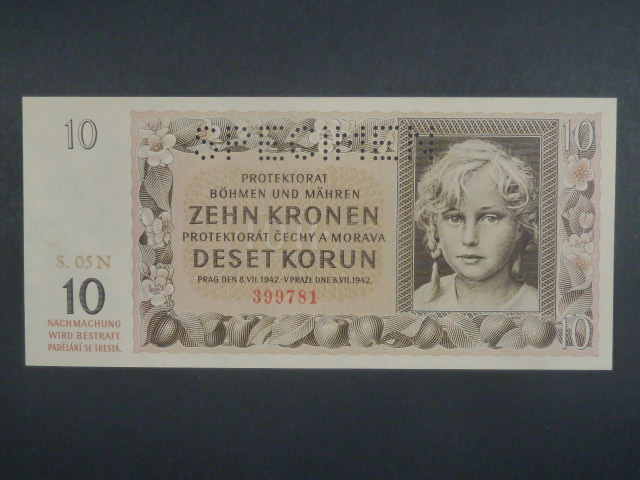 10
SPECIMEN
10
PROTEKTORAT
BÖHMEN UND MÄHREN
ZEHN KRONEN
PROTEKTORÁT ČECHY A MORAVA
DESET KORUN
PRAG, DEN 8. VII. 1942. - V PRAZE DNE 8. VII. 1942.
399781
S. 05 N
10
NACHMACHUNG
WIRD BESTRAFT.
PADĚLÁNÍ SE TRESTÁ.
10